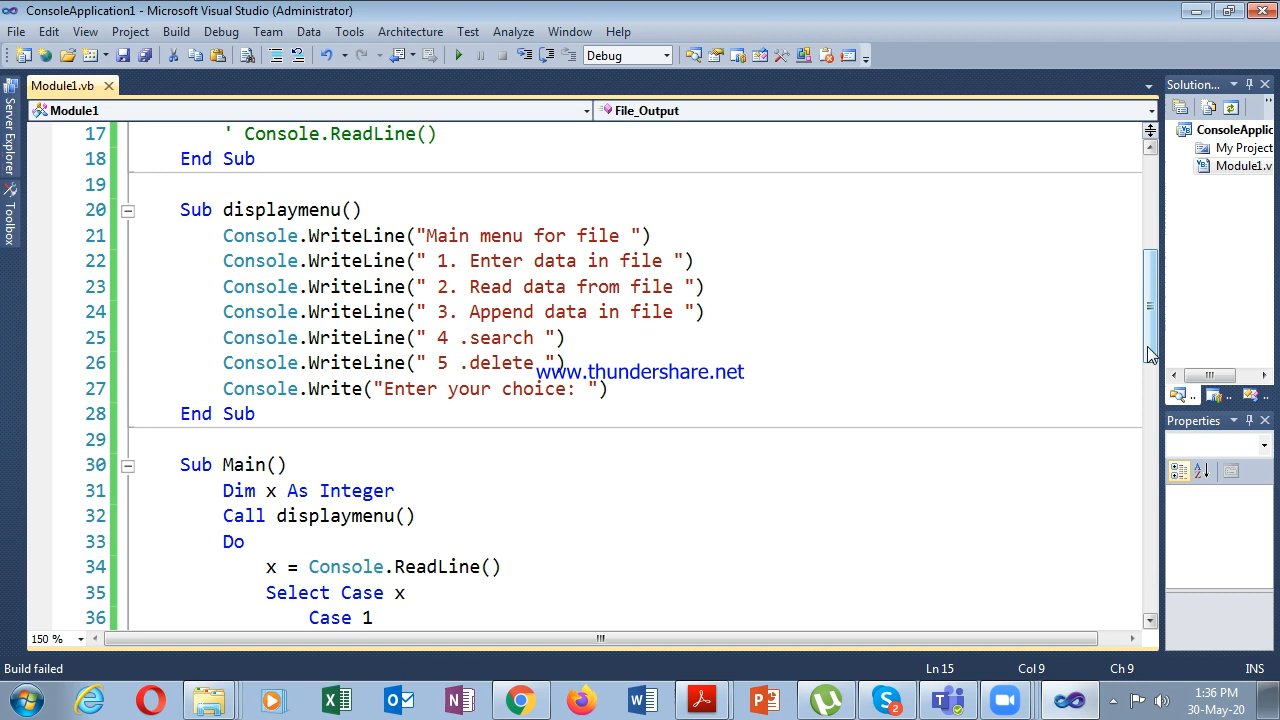 ConsoleApplication1 - Microsoft Visual Studio (Administrator)
File Edit View Project Build Debug Team Data Tools Architecture Test Analyze Window Help
Debug
Server Explorer
Toolbox
Module1.vb
Solution...
Module1
File_Output
ConsoleApplic
My Project
Module1.v
17 ' Console.ReadLine()
18 End Sub
19
20 Sub displaymenu()
21 Console.WriteLine("Main menu for file ")
22 Console.WriteLine(" 1. Enter data in file ")
23 Console.WriteLine(" 2. Read data from file ")
24 Console.WriteLine(" 3. Append data in file ")
25 Console.WriteLine(" 4 .search ")
26 Console.WriteLine(" 5 .delete ")
www.thundershare.net
27 Console.Write("Enter your choice: ")
28 End Sub
29
30 Sub Main()
31 Dim x As Integer
32 Call displaymenu()
33 Do
34 x = Console.ReadLine()
35 Select Case x
36 Case 1
Properties
150 %
Build failed
Ln 15 Col 9 Ch 9 INS
1:36 PM
30-May-20